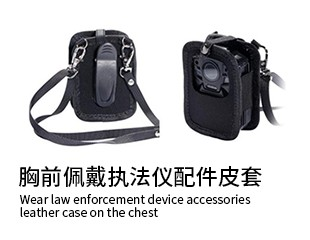 胸前佩戴执法仪配件皮套
Wear law enforcement device accessories
leather case on the chest